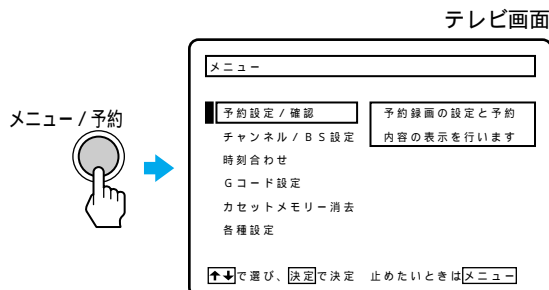 テレビ画面
メニュー / 予約
メニュー
予約設定 / 確認
予約録画の設定と予約
内容の表示を行います
チャンネル / BS設定
時刻合わせ
Gコード設定
カセットメモリー消去
各種設定
↑↓で選び、決定で決定 止めたいときはメニュー